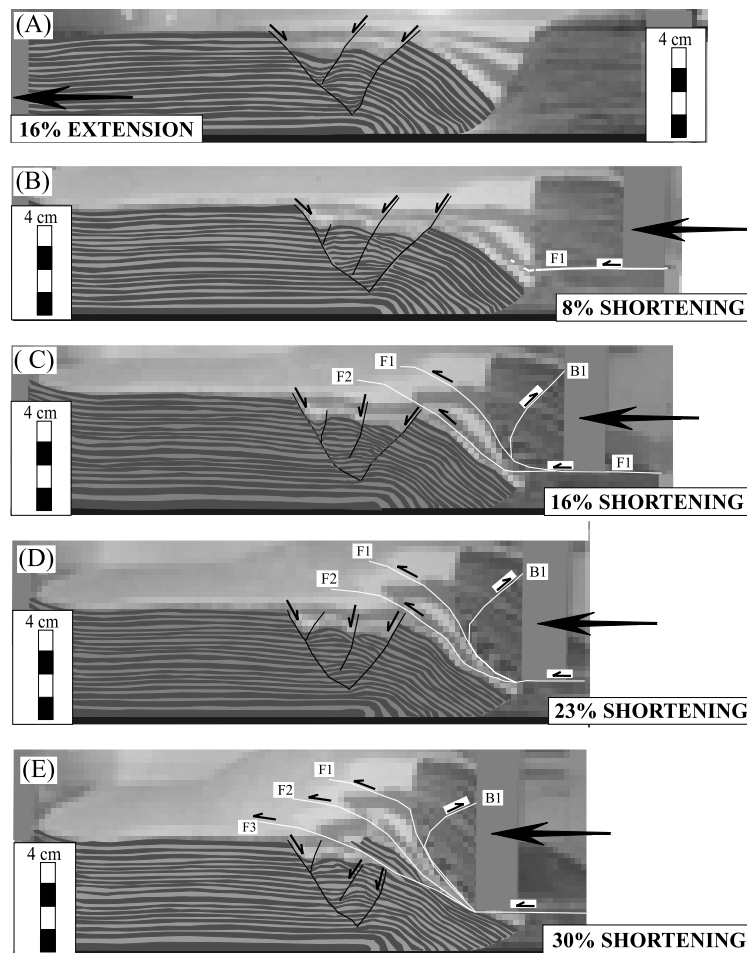 (A)
4 cm
16% EXTENSION
(B)
4 cm
F1
8% SHORTENING
( C)
F1
B1
F2
4 cm
F1
16% SHORTENING
(D)
F1
B1
F2
4 cm
23% SHORTENING
(E)
F1
B1
F2
F3
4 cm
30% SHORTENING